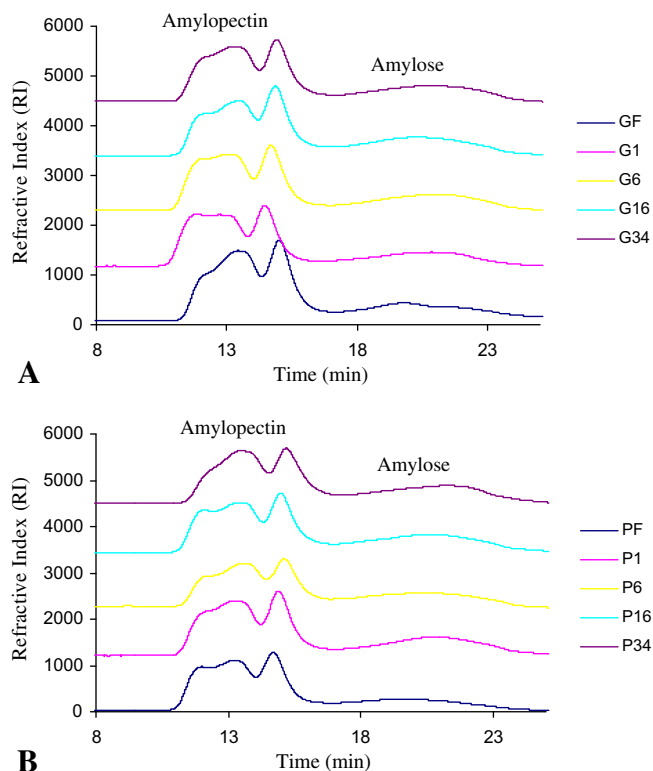 Amylopectin
Amylose
Refractive Index (RI)
6000
5000
4000
3000
2000
1000
0
8 13 18 23
Time (min)
GF
G1
G6
G16
G34
A
Amylopectin
Amylose
Refractive Index (RI)
6000
5000
4000
3000
2000
1000
0
8 13 18 23
Time (min)
PF
P1
P6
P16
P34
B